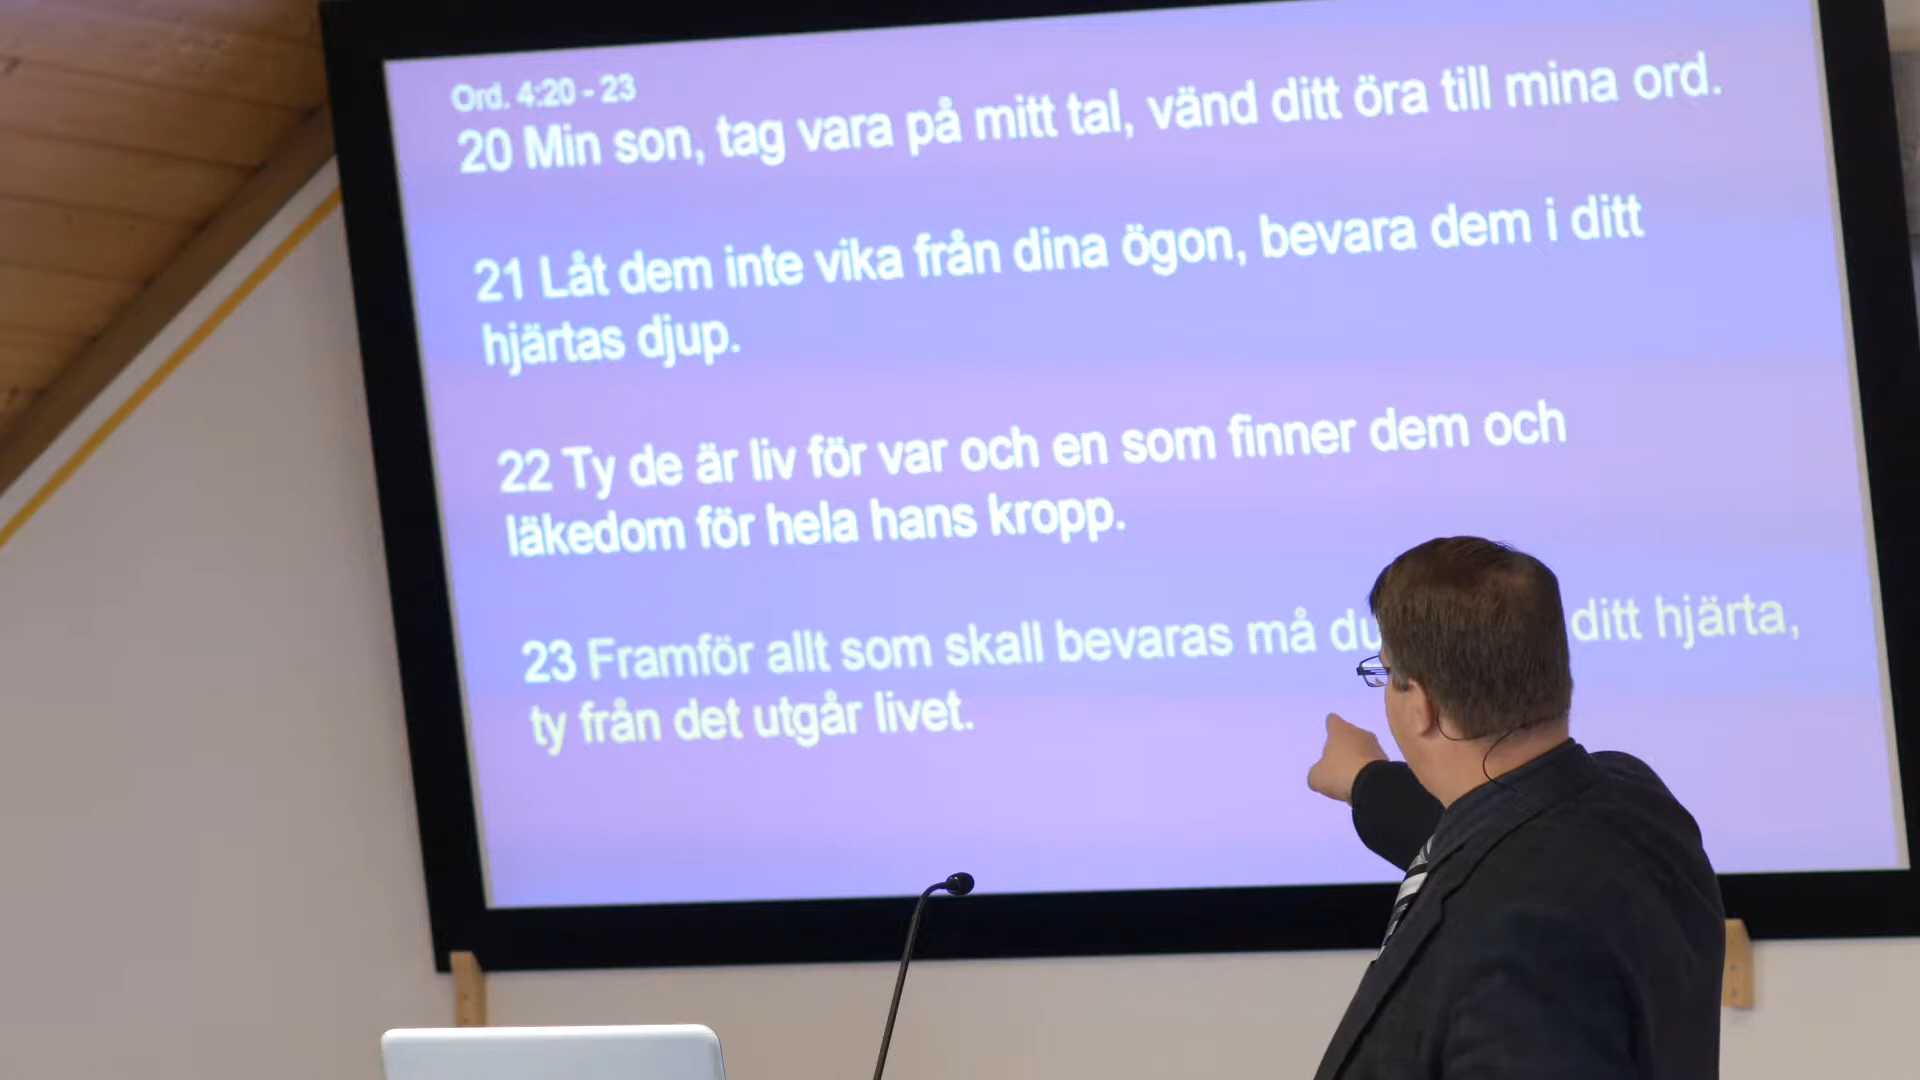 Ord. 4:20 - 23
20 Min son, tag vara på mitt tal, vänd ditt öra till mina ord.
21 Låt dem inte vika från dina ögon, bevara dem i ditt
hjärtas djup.
22 Ty de är liv för var och en som finner dem och
läkedom för hela hans kropp.
23 Framför allt som skall bevaras må du ditt hjärta,
ty från det utgår livet.